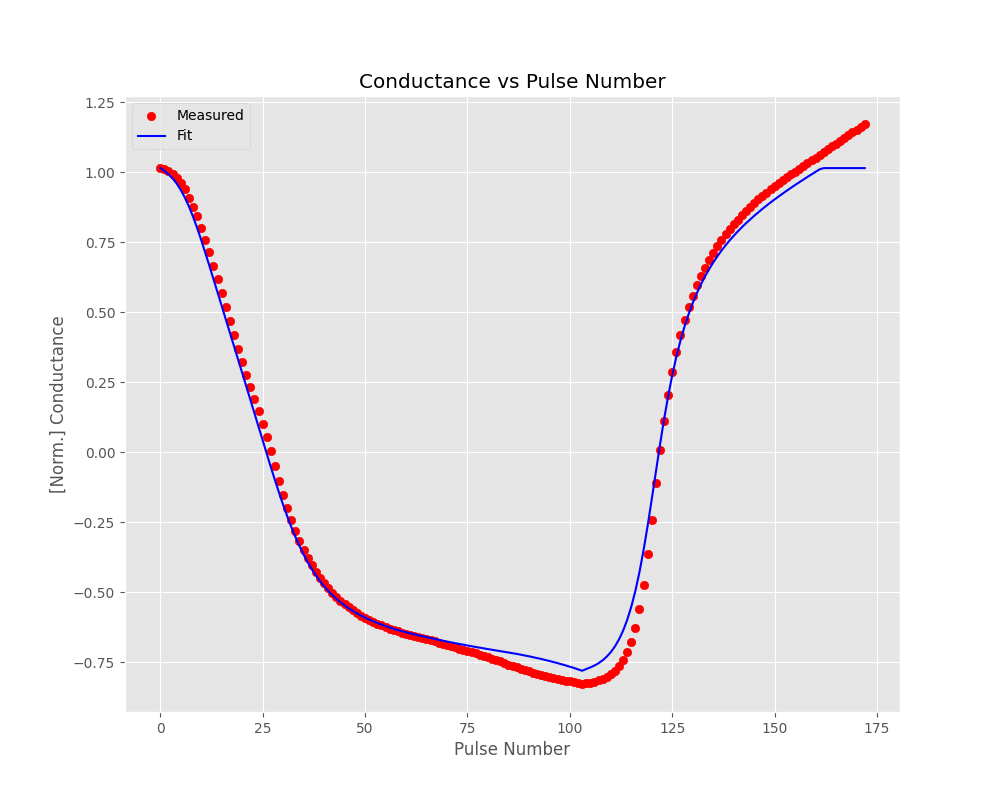 Conductance vs Pulse Number
Measured
Fit
[Norm.] Conductance
1.25
1.00
0.75
0.50
0.25
0.00
−0.25
−0.50
−0.75
0 25 50 75 100 125 150 175
Pulse Number